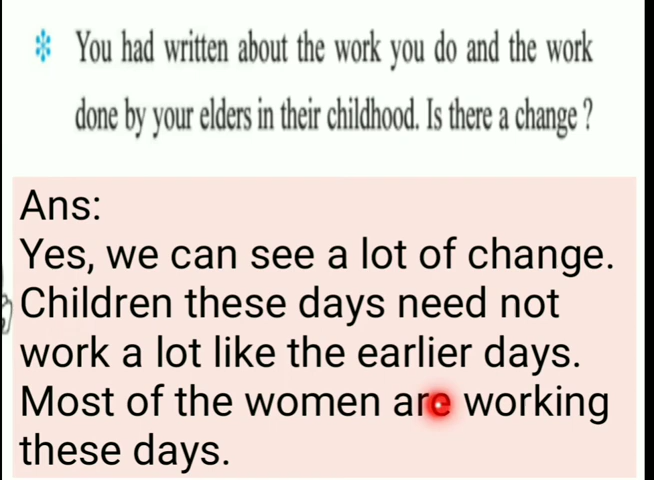 * You had written about the work you do and the work
done by your elders in their childhood. Is there a change ?
Ans:
Yes, we can see a lot of change.
Children these days need not
work a lot like the earlier days.
Most of the women are working
these days.